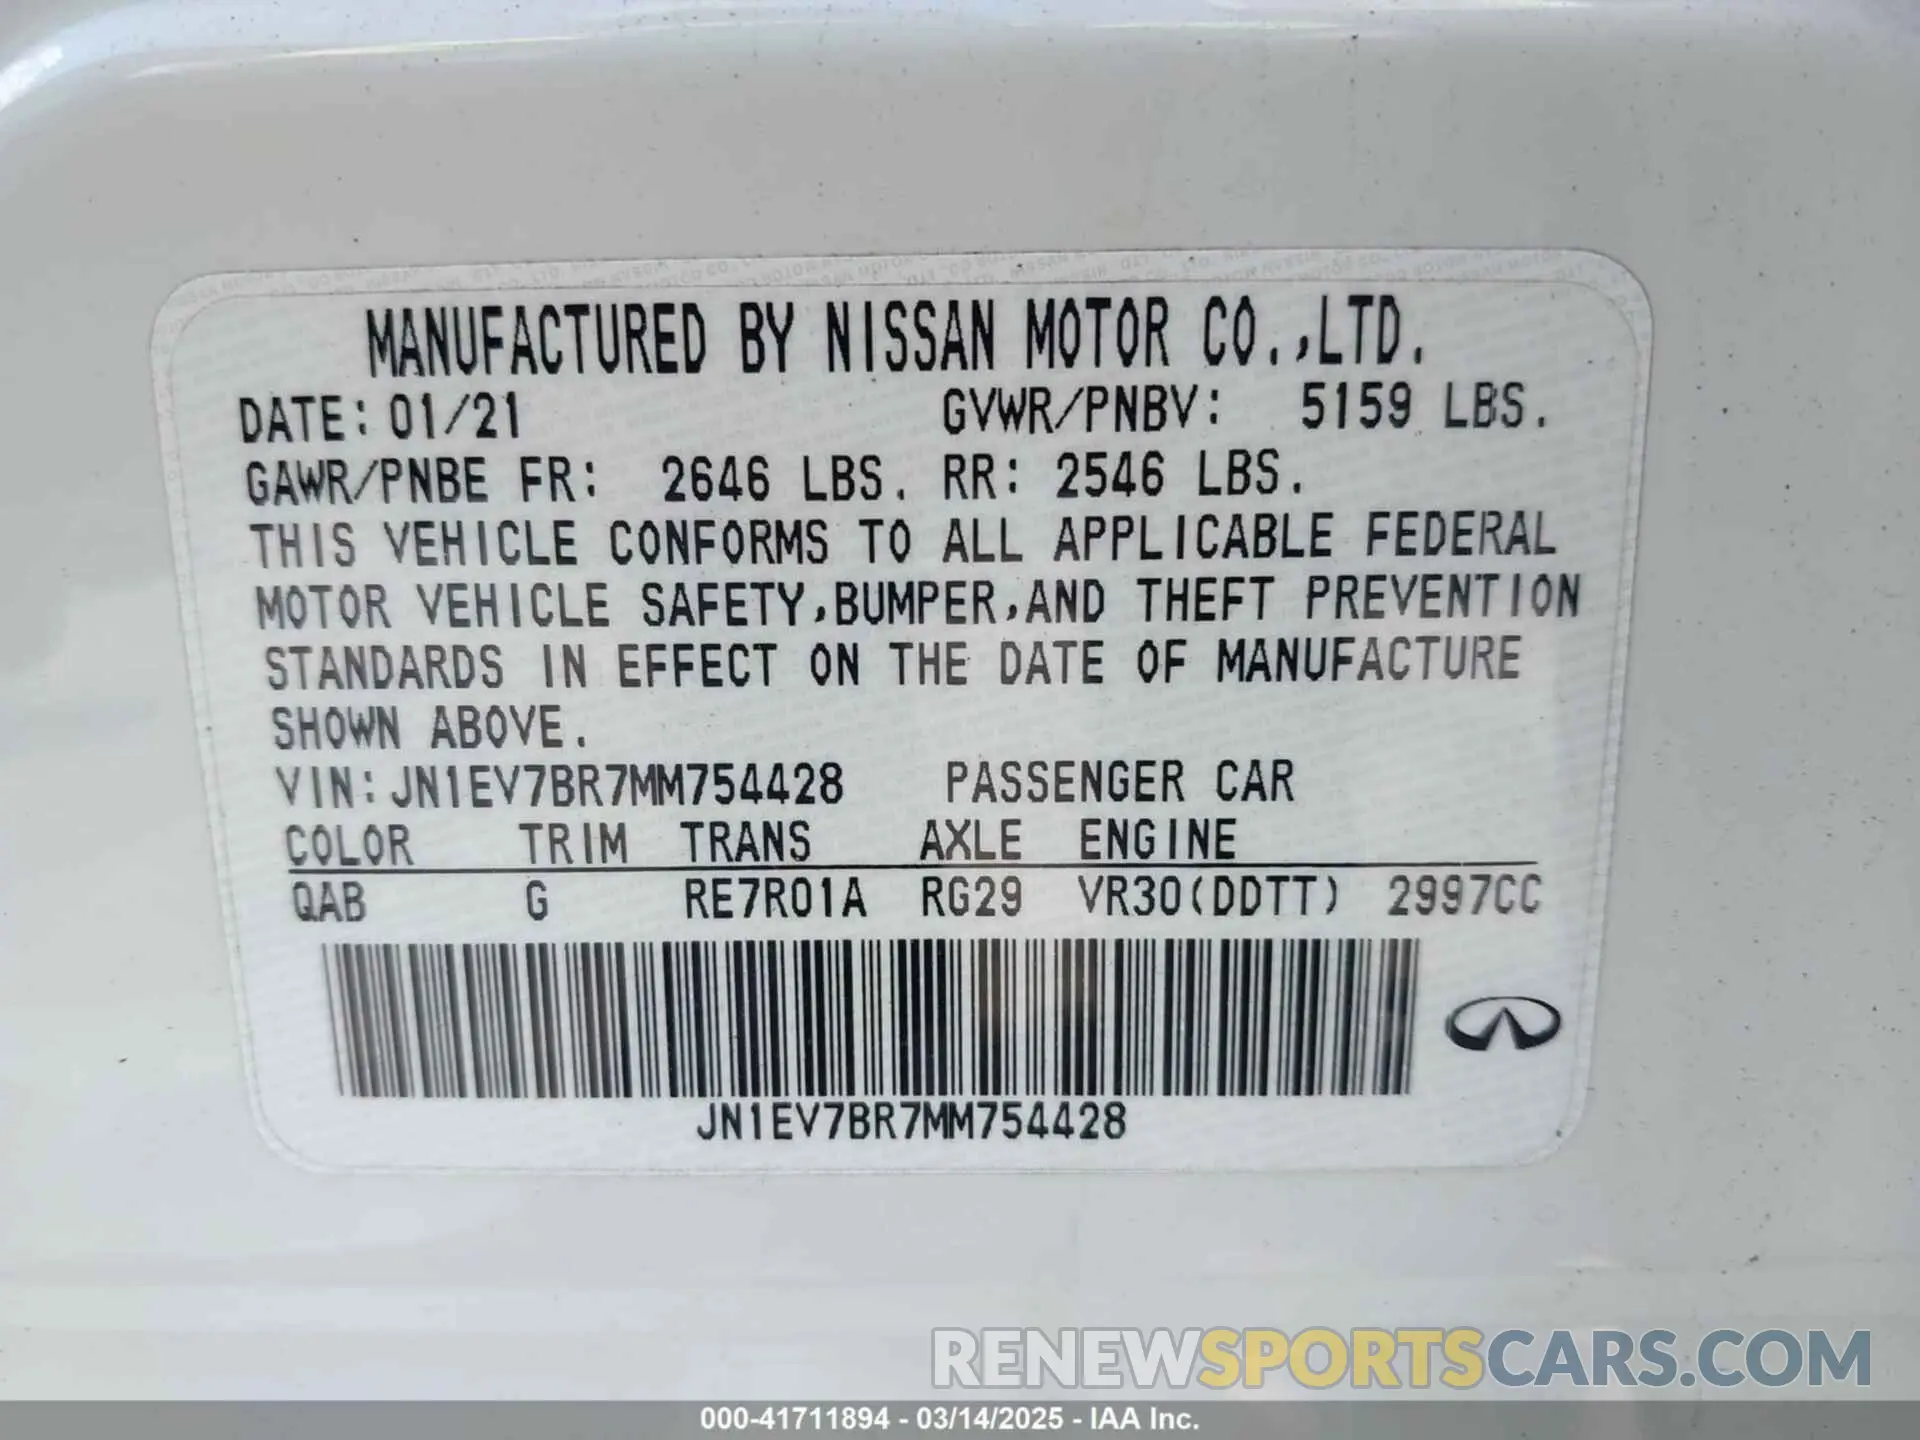 MANUFACTURED BY NISSAN MOTOR CO.,LTD.
DATE: 01/21 GVWR/PNBV: 5159 LBS.
GAWR/PNBE FR: 2646 LBS. RR: 2546 LBS.
THIS VEHICLE CONFORMS TO ALL APPLICABLE FEDERAL
MOTOR VEHICLE SAFETY,BUMPER,AND THEFT PREVENTION
STANDARDS IN EFFECT ON THE DATE OF MANUFACTURE
SHOWN ABOVE.
VIN:JN1EV7BR7MM754428 PASSENGER CAR
COLOR TRIM TRANS AXLE ENGINE
QAB G RE7R01A RG29 VR30(DDTT) 2997CC
JN1EV7BR7MM754428
RENEWSPORTSCARS.COM
000-41711894 - 03/14/2025 - IAA Inc.